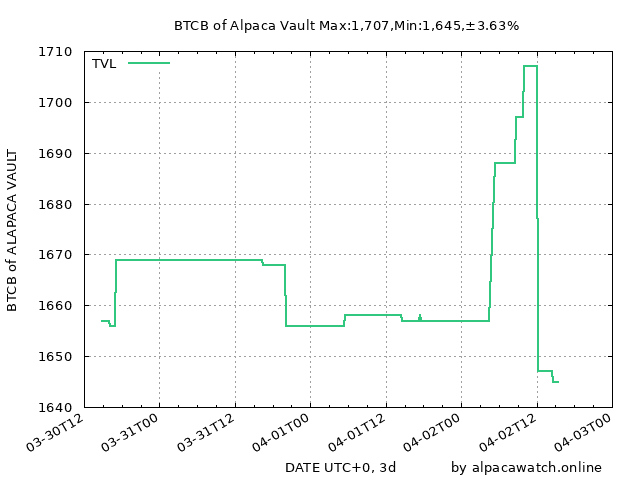 BTCB of Alpaca Vault Max:1,707,Min:1,645,±3.63%
TVL
1710
1700
1690
1680
1670
1660
1650
1640
BTCB of ALAPACA VAULT
03-30T12
03-31T00
03-31T12
04-01T00
04-01T12
04-02T00
04-02T12
04-03T00
DATE UTC+0, 3d
by alpacawatch.online